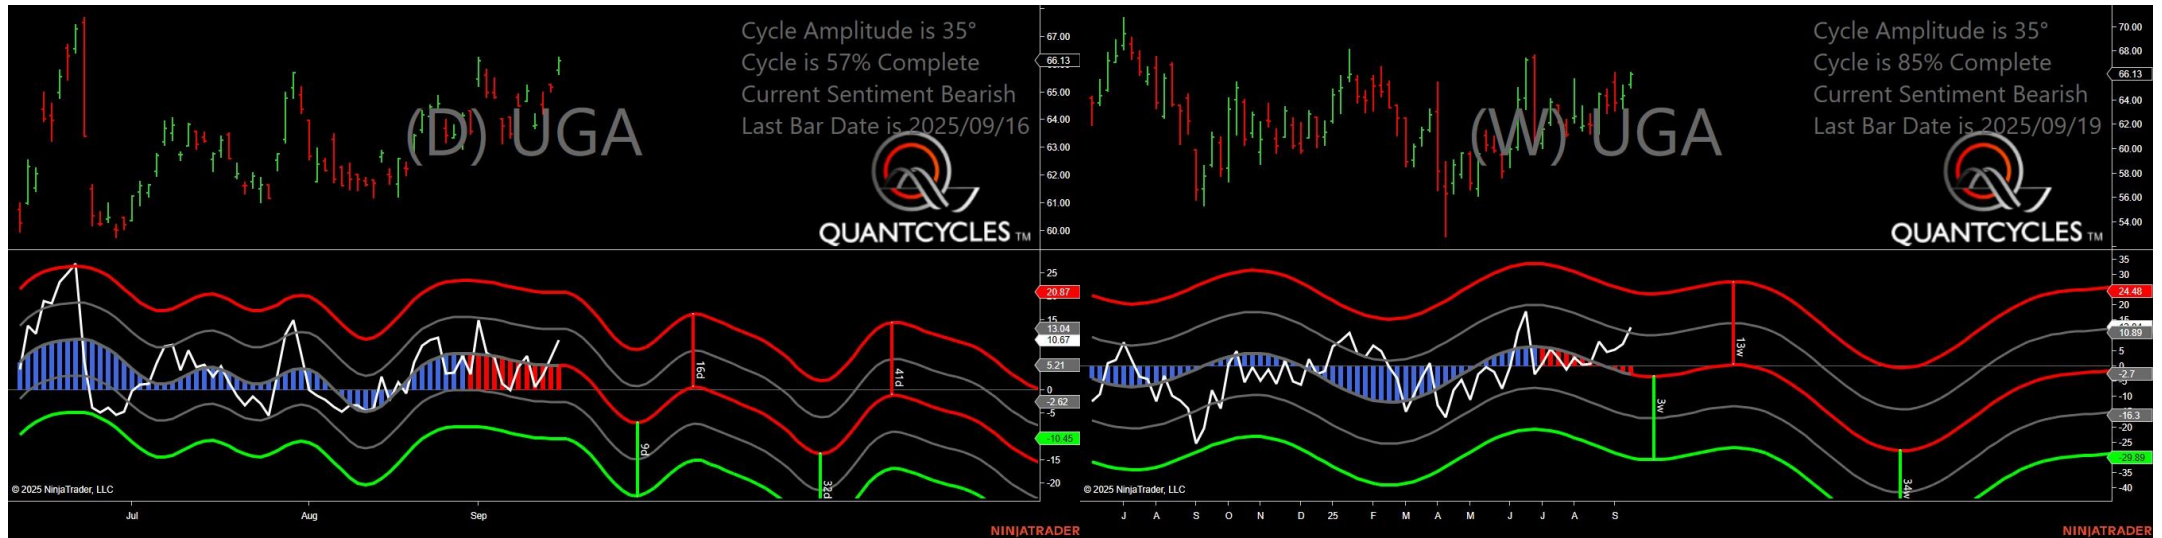 Cycle Amplitude is 35°
Cycle is 57% Complete
Current Sentiment Bearish
Last Bar Date is 2025/09/16
(D) UGA
QUANTCYCLES TM
67.00
66.13
65.00
64.00
63.00
62.00
61.00
60.00
25
20.87
15
13.04
10.67
5.21
0
-2.62
-5
-10.45
-15
-20
16d
41d
9d
32d
© 2025 NinjaTrader, LLC
Jul
Aug
Sep
NINJATRADER
Cycle Amplitude is 35°
Cycle is 85% Complete
Current Sentiment Bearish
Last Bar Date is 2025/09/19
(W) UGA
QUANTCYCLES TM
70.00
68.00
66.13
64.00
62.00
60.00
58.00
56.00
54.00
35
30
24.48
20
10.89
5
-2.7
-10
-16.3
-20
-25
-29.89
-35
-40
13w
3w
34w
© 2025 NinjaTrader, LLC
J A S O N D 25 F M A M J J A S
NINJATRADER